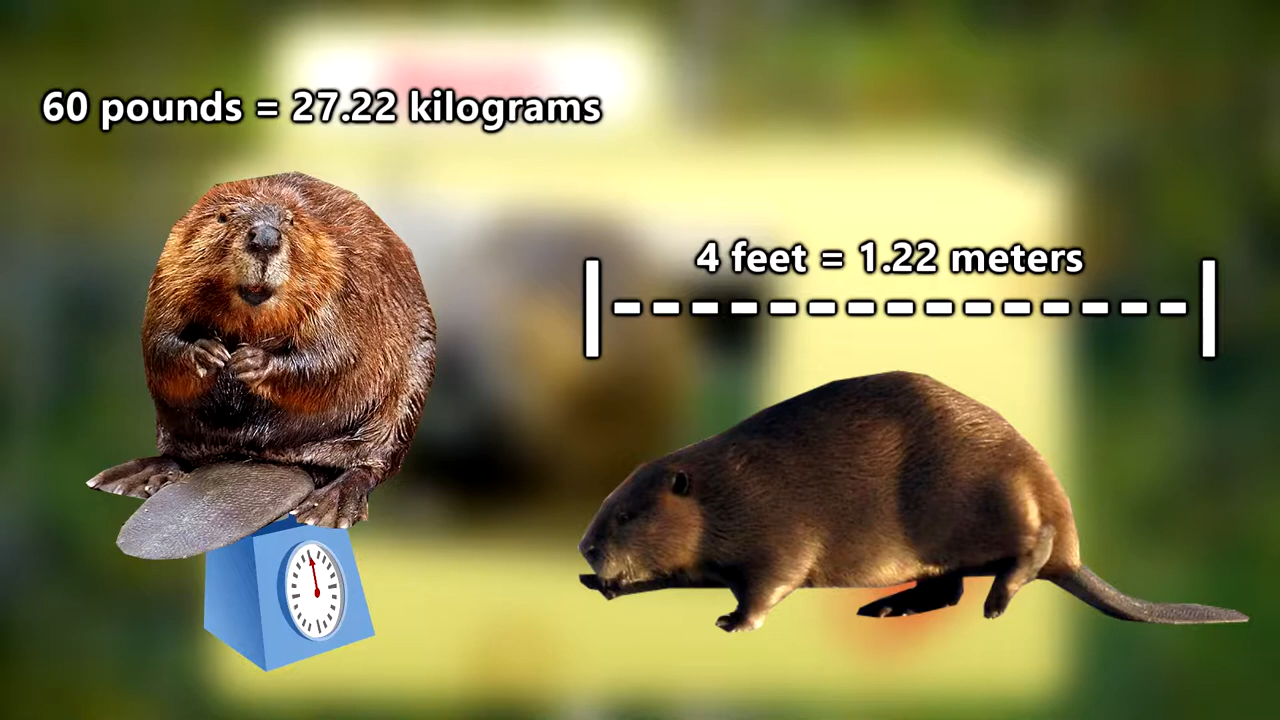 60 pounds = 27.22 kilograms
4 feet = 1.22 meters